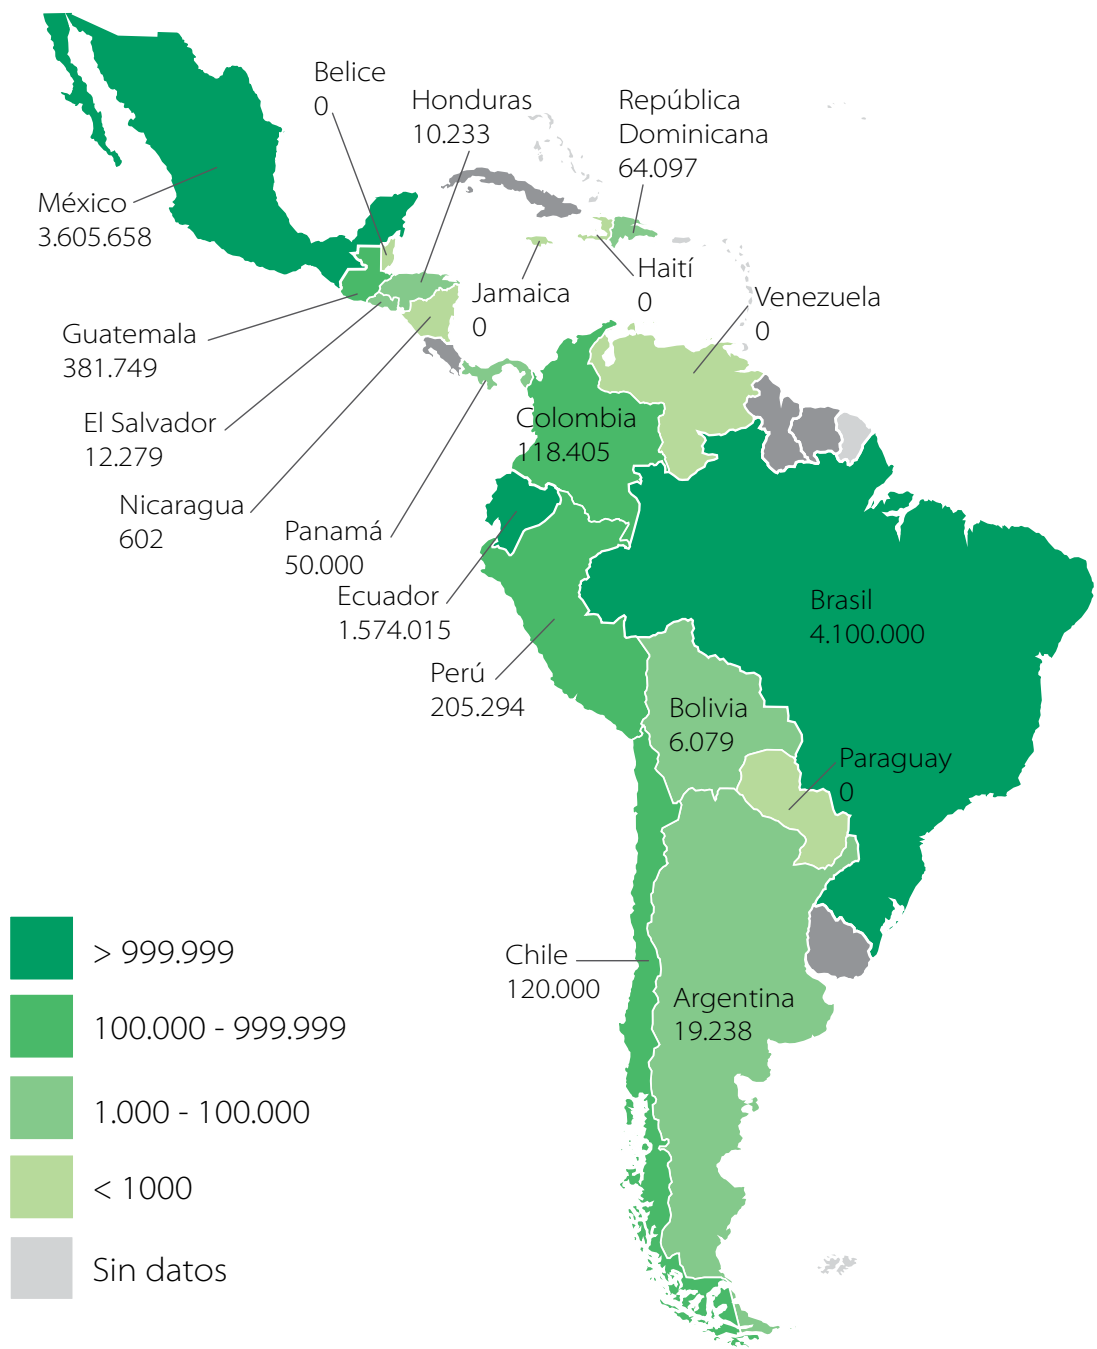 Belice
0
Honduras
10.233
República
Dominicana
64.097
México
3.605.658
Haití
0
Jamaica
0
Venezuela
0
Guatemala
381.749
El Salvador
12.279
Colombia
118.405
Nicaragua
602
Panamá
50.000
Ecuador
1.574.015
Brasil
4.100.000
Perú
205.294
Bolivia
6.079
Paraguay
0
Chile
120.000
Argentina
19.238
> 999.999
100.000 - 999.999
1.000 - 100.000
< 1000
Sin datos